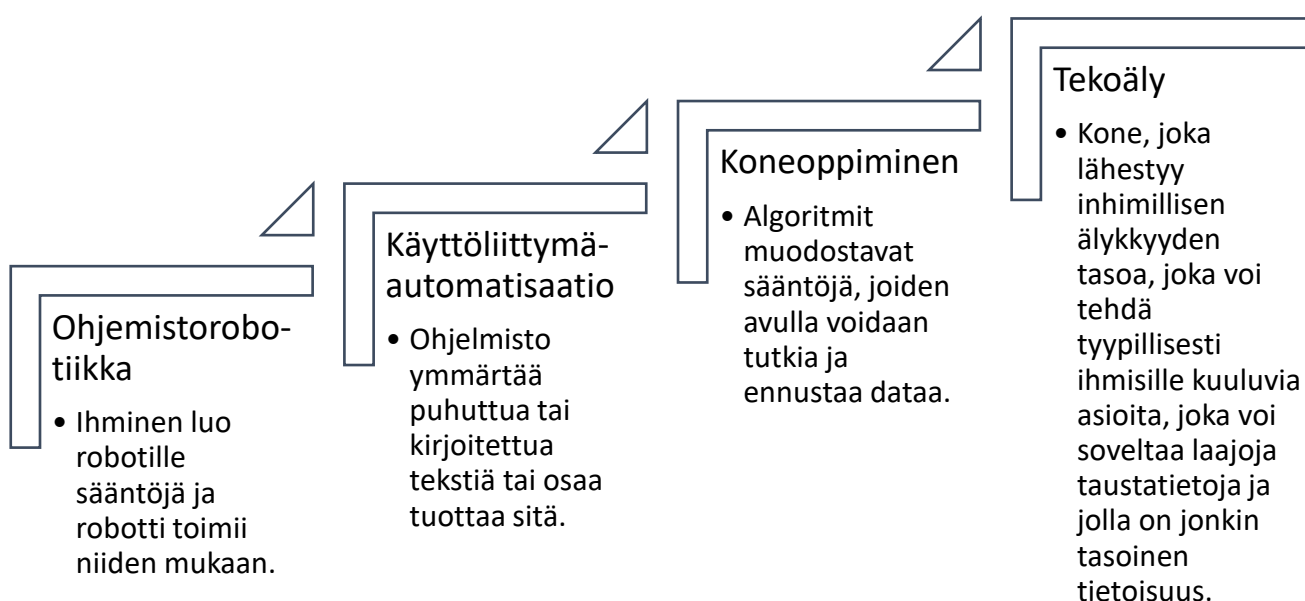 Ohjemistorobo-
tiikka
• Ihminen luo
robotille
sääntöjä ja
robotti toimii
niiden mukaan.
Käyttöliittymä-
automatisaatio
• Ohjelmisto
ymmärtää
puhuttua tai
kirjoitettua
tekstiä tai osaa
tuottaa sitä.
Koneoppiminen
• Algoritmit
muodostavat
sääntöjä, joiden
avulla voidaan
tutkia ja
ennustaa dataa.
Tekoäly
• Kone, joka
lähestyy
inhimillisen
älykkyyden
tasoa, joka voi
tehdä
tyypillisesti
ihmisille kuuluvia
asioita, joka voi
soveltaa laajoja
taustatietoja ja
jolla on jonkin
tasoinen
tietoisuus.